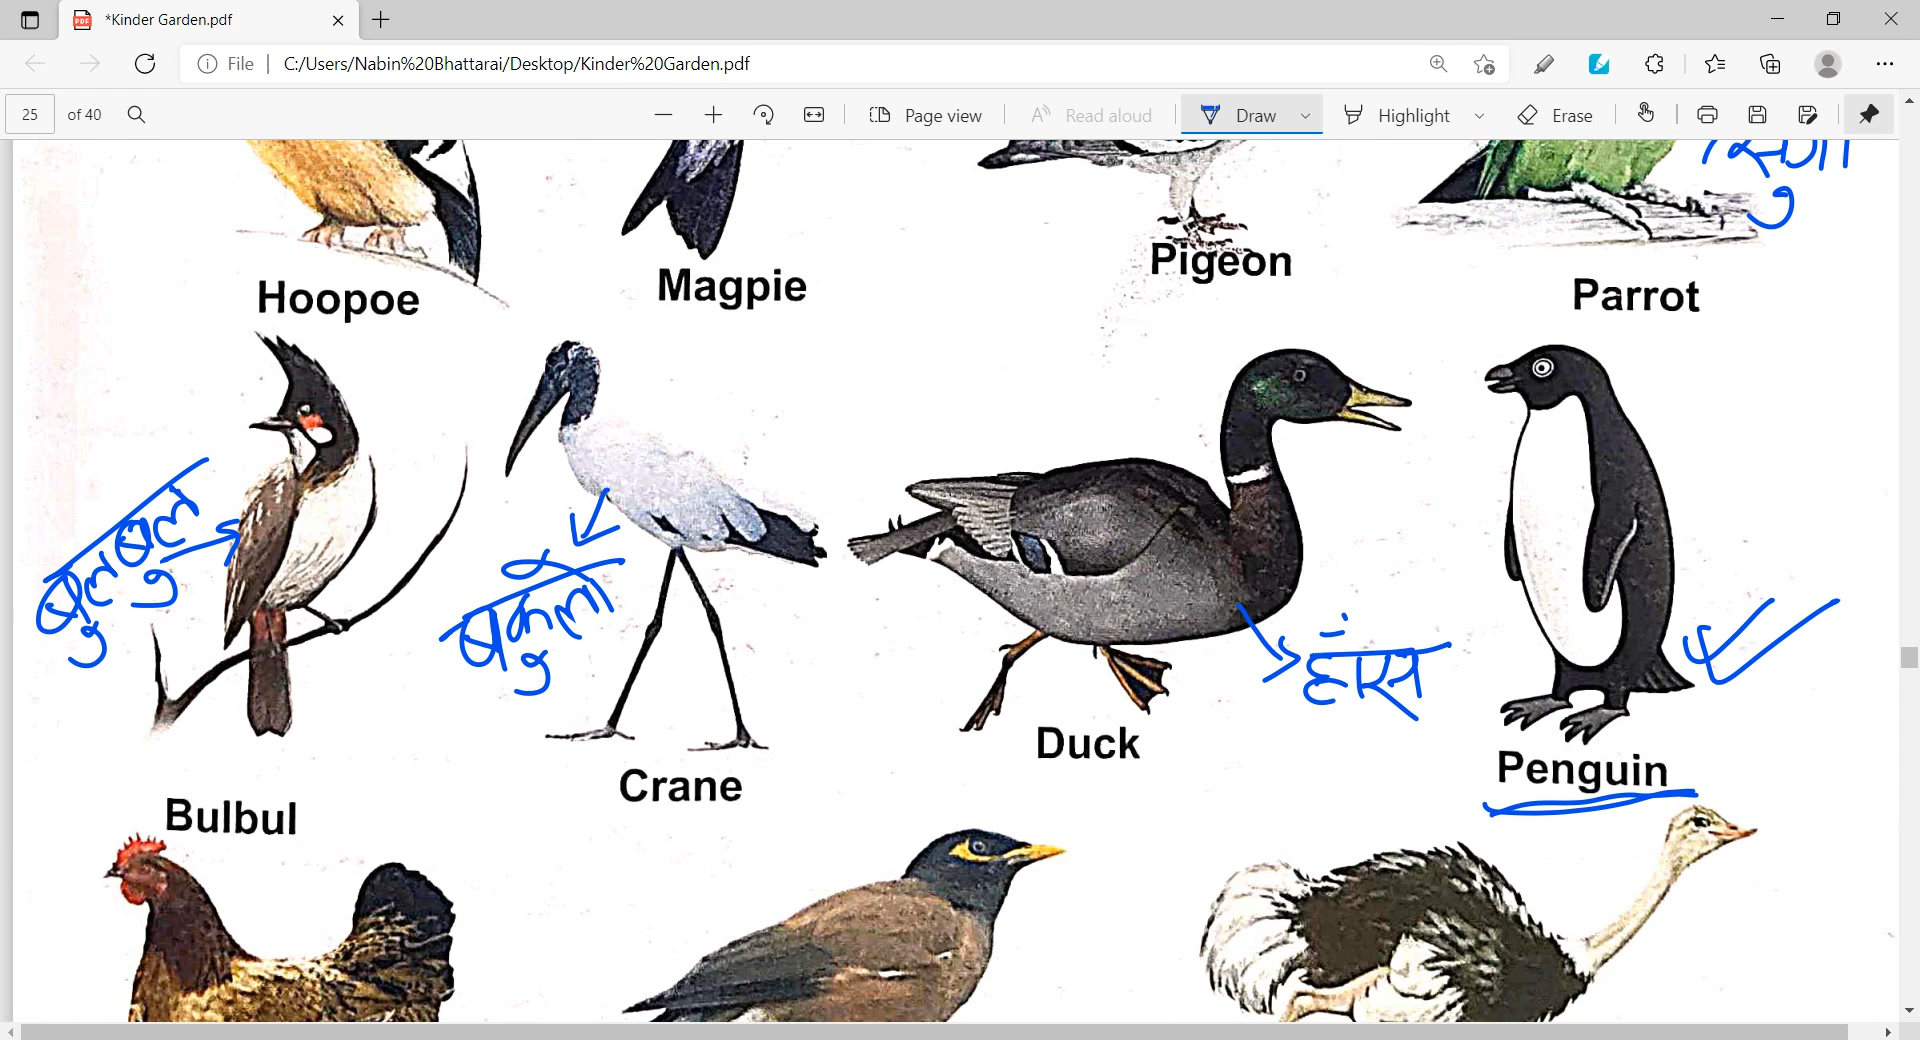 *Kinder Garden.pdf
File C:/Users/Nabin%20Bhattarai/Desktop/Kinder%20Garden.pdf
25 of 40 Page view Read aloud Draw Highlight Erase
Pigeon
Hoopoe Magpie Parrot
बुलबुल
बकुल्ला
हाँस
Duck
Penguin
Crane
Bulbul